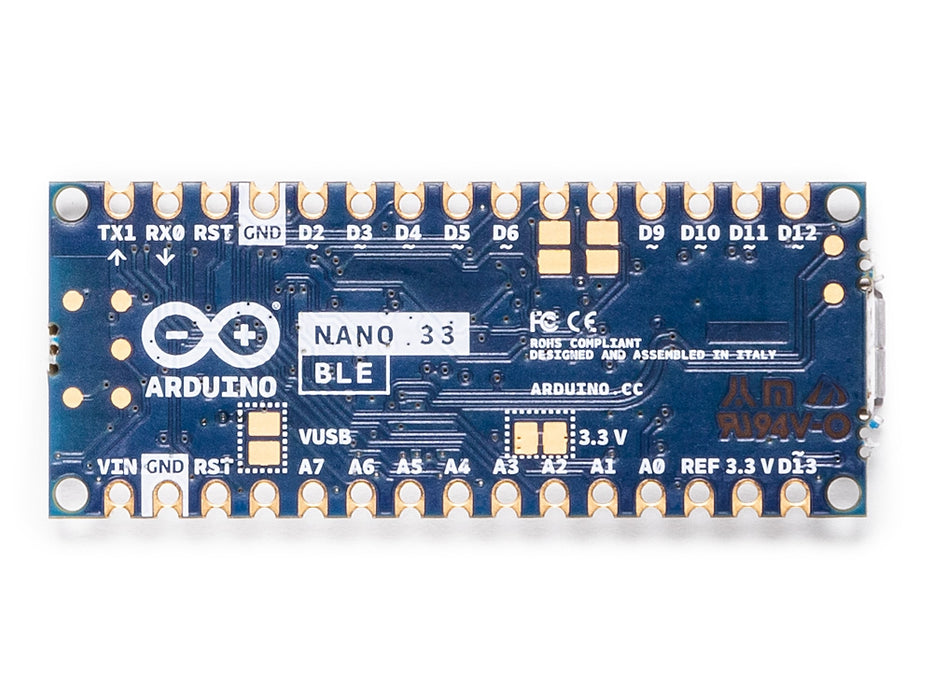 TX1 RX0 RST GND D2 D3 D4 D5 D6 D9 D10 D11 D12
~ ~ ~ ~ ~ ~ ~ ~ ~
NANO 33
BLE
ARDUINO
FC CE
ROHS COMPLIANT
DESIGNED AND ASSEMBLED IN ITALY
ARDUINO.CC
94V-0
VUSB
3.3 V
VIN GND RST A7 A6 A5 A4 A3 A2 A1 A0 REF 3.3 V D13
~